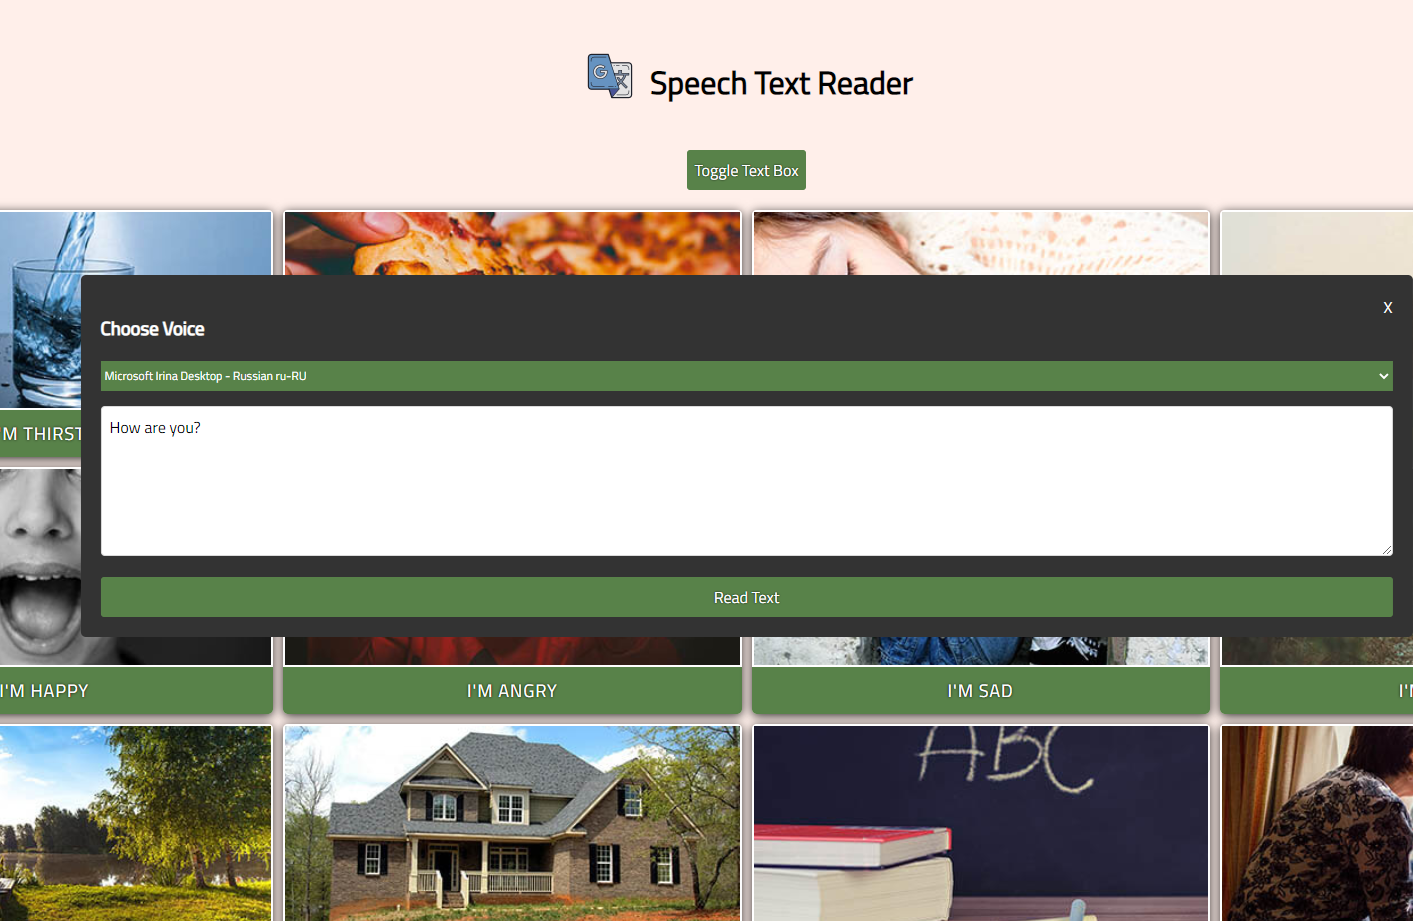 G
Speech Text Reader
Toggle Text Box
X
Choose Voice
Microsoft Irina Desktop - Russian ru-RU
How are you?
Read Text
'M THIRST
I'M HAPPY
I'M ANGRY
I'M SAD
I'
ABC